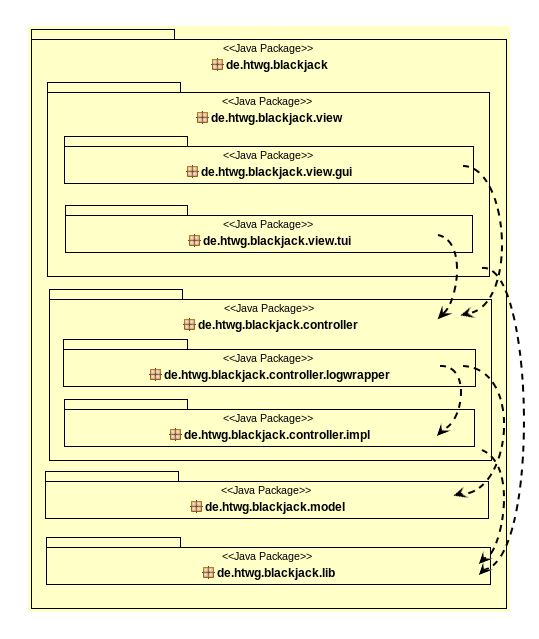 <<Java Package>>
de.htwg.blackjack
<<Java Package>>
de.htwg.blackjack.view
<<Java Package>>
de.htwg.blackjack.view.gui
<<Java Package>>
de.htwg.blackjack.view.tui
<<Java Package>>
de.htwg.blackjack.controller
<<Java Package>>
de.htwg.blackjack.controller.logwrapper
<<Java Package>>
de.htwg.blackjack.controller.impl
<<Java Package>>
de.htwg.blackjack.model
<<Java Package>>
de.htwg.blackjack.lib